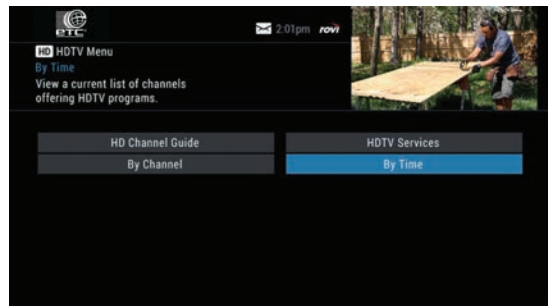 etc
2:01pm rovi
HD HDTV Menu
By Time
View a current list of channels
offering HDTV programs.
HD Channel Guide
HDTV Services
By Channel
By Time